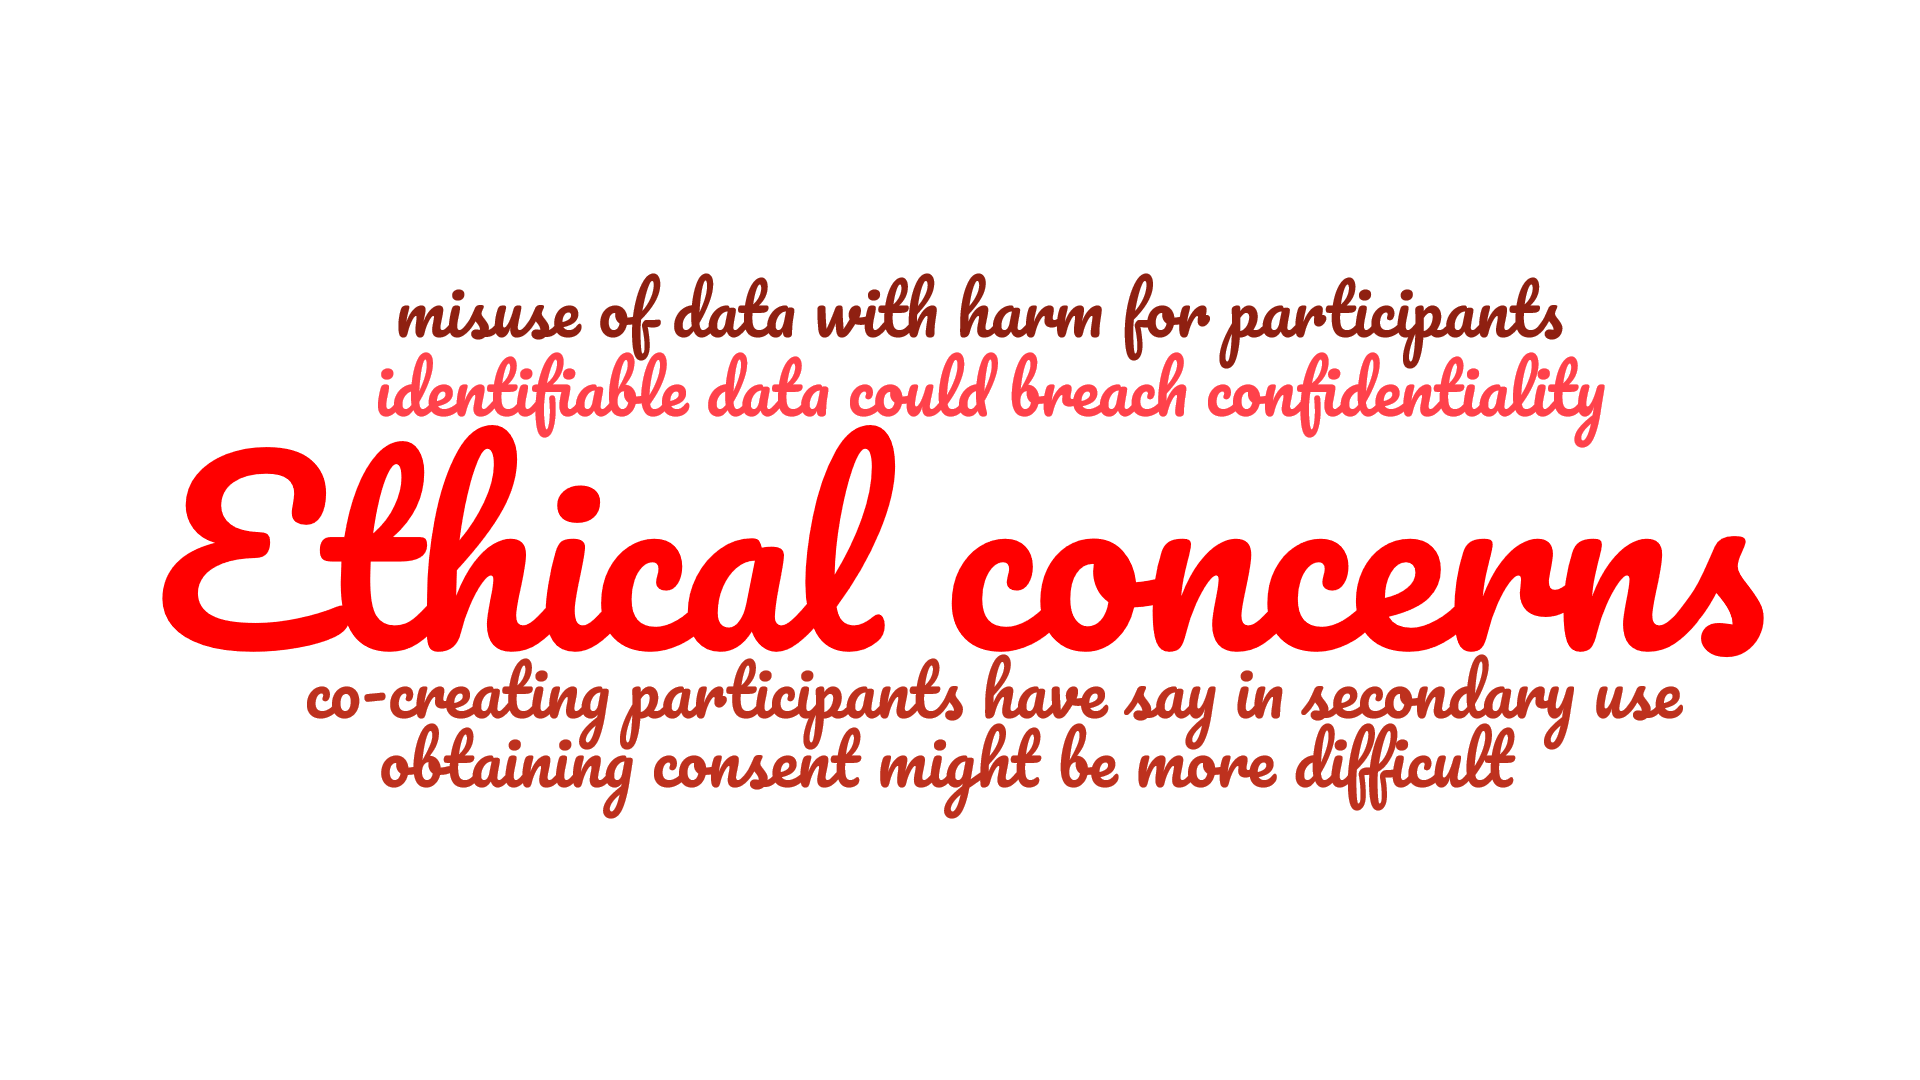 misuse of data with harm for participants
identifiable data could breach confidentiality
Ethical concerns
co-creating participants have say in secondary use
obtaining consent might be more difficult